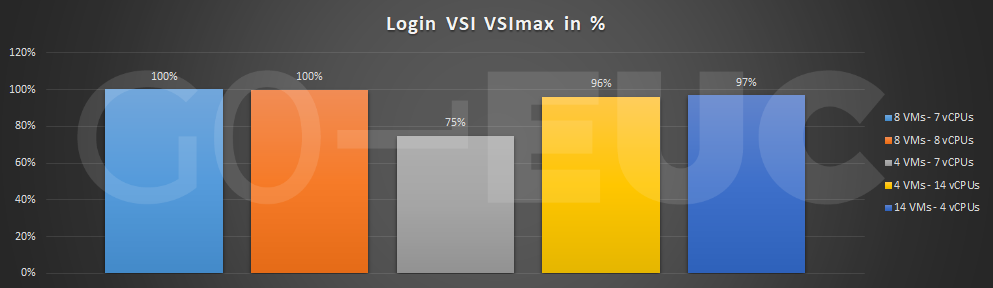 Login VSI VSImax in %
120%
100%
80%
60%
40%
20%
0%
100%
100%
75%
96%
97%
GO-EUC
8 VMs - 7 vCPUs
8 VMs - 8 vCPUs
4 VMs - 7 vCPUs
4 VMs - 14 vCPUs
14 VMs - 4 vCPUs